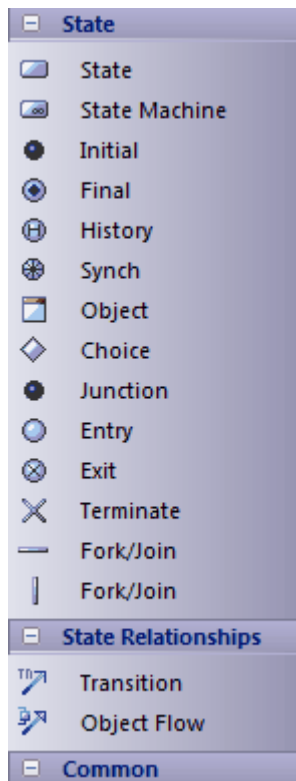 State
State
State Machine
Initial
Final
History
Synch
Object
Choice
Junction
Entry
Exit
Terminate
Fork/Join
Fork/Join
State Relationships
Transition
Object Flow
Common